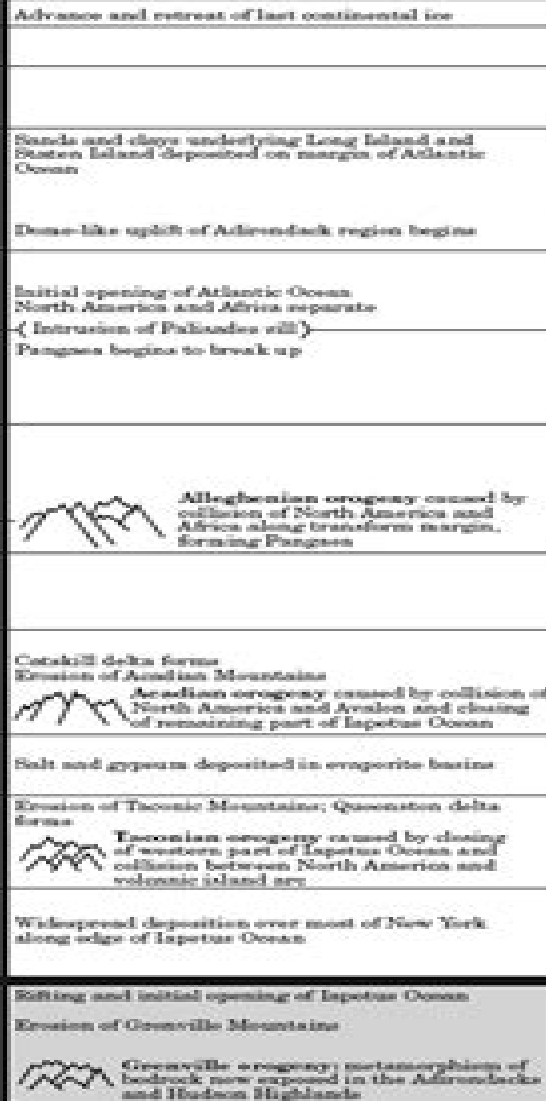 Advance and retreat of last continental ice
Sands and clays underlying Long Island and
Staten Island deposited on margin of Atlantic
Ocean
Dome-like uplift of Adirondack region begins
Initial opening of Atlantic Ocean
North America and Africa separate
( Intrusion of Palisades sill )
Pangaea begins to break up
Alleghenian orogeny caused by
collision of North America and
Africa along transform margin,
forming Pangaea
Catskill delta forms
Erosion of Acadian Mountains
Acadian orogeny caused by collision of
North America and Avalon and closing
of remaining part of Iapetus Ocean
Salt and gypsum deposited in evaporite basins
Erosion of Taconic Mountains; Queenston delta
forms
Taconian orogeny caused by closing
of western part of Iapetus Ocean and
collision between North America and
volcanic island arc
Widespread deposition over most of New York
along edge of Iapetus Ocean
Rifting and initial opening of Iapetus Ocean
Erosion of Grenville Mountains
Grenville orogeny: metamorphism of
bedrock now exposed in the Adirondacks
and Hudson Highlands